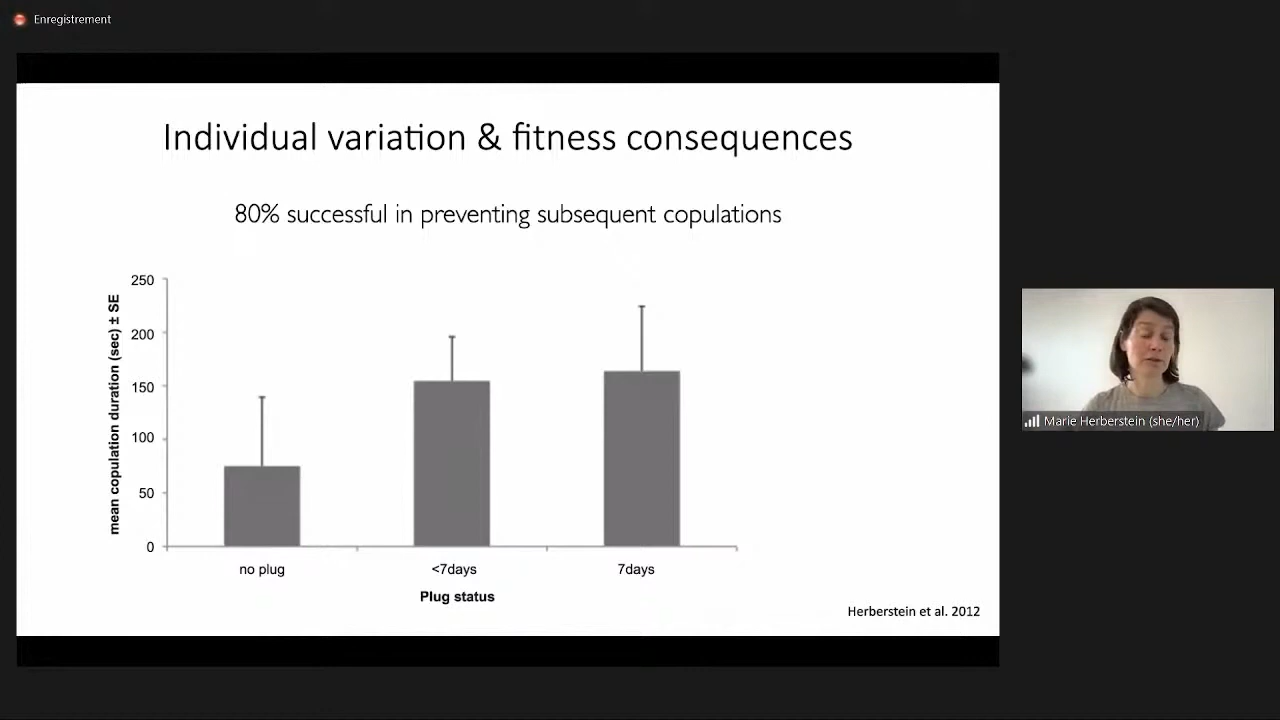 Enregistrement
Individual variation & fitness consequences
80% successful in preventing subsequent copulations
mean copulation duration (sec) ± SE
250
200
150
100
50
0
no plug
<7days
7days
Plug status
Herberstein et al. 2012
Marie Herberstein (she/her)